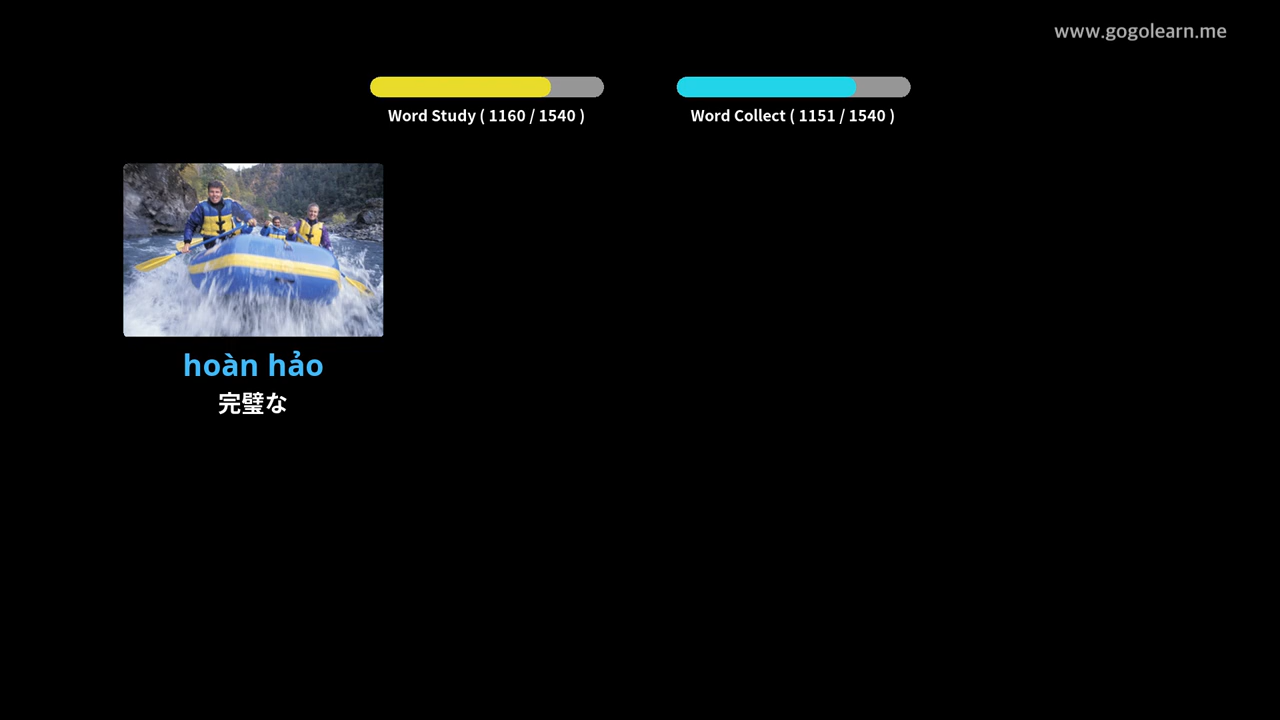 www.gogolearn.me
Word Study ( 1160 / 1540 )
Word Collect ( 1151 / 1540 )
hoàn hảo
完璧な